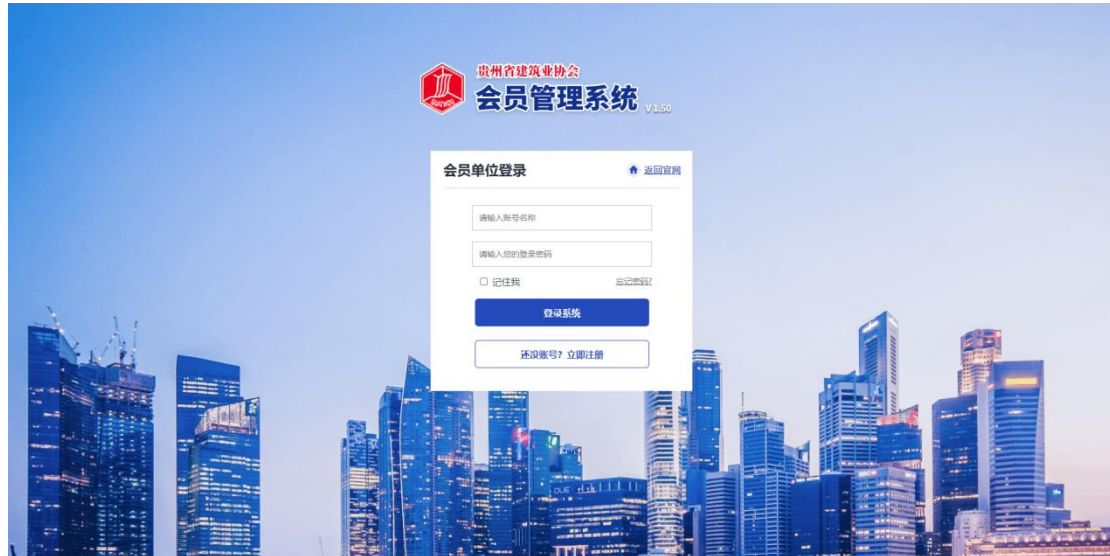 贵州省建筑业协会
会员管理系统 V 1.50
会员单位登录
返回官网
请输入账号名称
请输入您的登录密码
记住我
忘记密码?
登录系统
还没账号? 立即注册
OUE